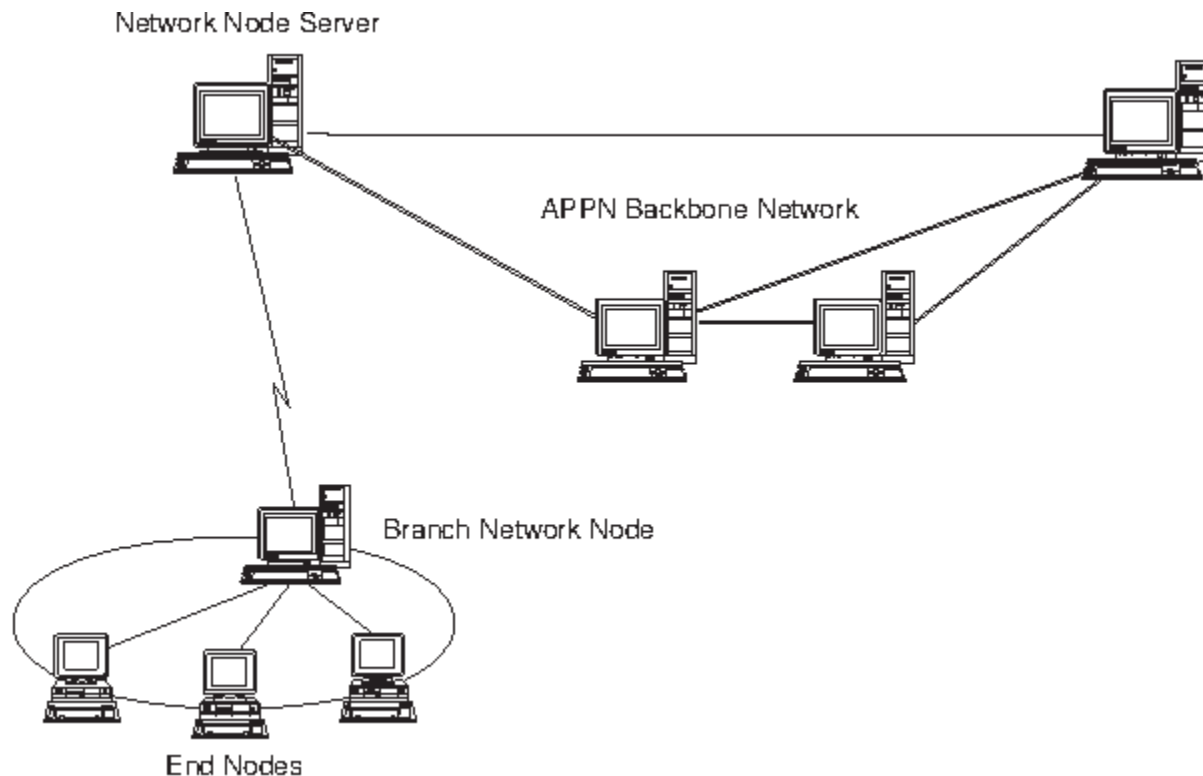 Network Node Server
APPN Backbone Network
Branch Network Node
End Nodes